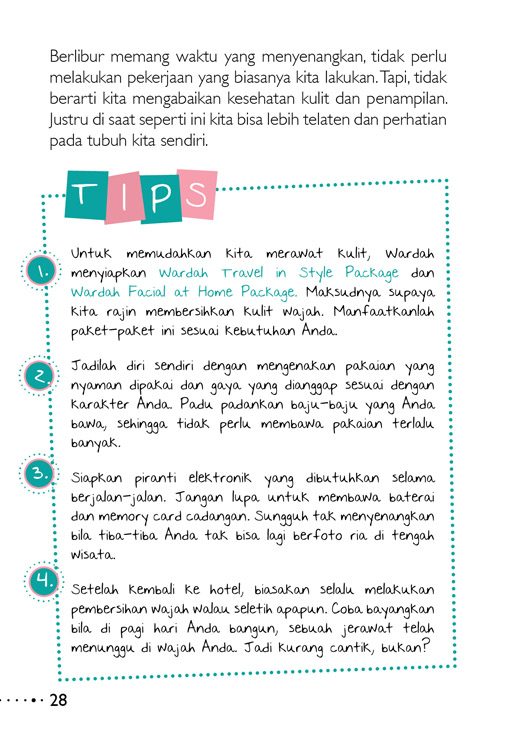 Berlibur memang waktu yang menyenangkan, tidak perlu
melakukan pekerjaan yang biasanya kita lakukan. Tapi, tidak
berarti kita mengabaikan kesehatan kulit dan penampilan.
Justru di saat seperti ini kita bisa lebih telaten dan perhatian
pada tubuh kita sendiri.
TIPS
1.
Untuk memudahkan kita merawat kulit, Wardah
menyiapkan Wardah Travel in Style Package dan
Wardah Facial at Home Package. Maksudnya supaya
kita rajin membersihkan kulit wajah. Manfaatkanlah
paket-paket ini sesuai kebutuhan Anda.
2.
Jadilah diri sendiri dengan mengenakan pakaian yang
nyaman dipakai dan gaya yang dianggap sesuai dengan
karakter Anda. Padu padankan baju-baju yang Anda
bawa, sehingga tidak perlu membawa pakaian terlalu
banyak.
3.
Siapkan piranti elektronik yang dibutuhkan selama
berjalan-jalan. Jangan lupa untuk membawa baterai
dan memory card cadangan. Sungguh tak menyenangkan
bila tiba-tiba Anda tak bisa lagi berfoto ria di tengah
wisata.
4.
Setelah kembali ke hotel, biasakan selalu melakukan
pembersihan wajah walau seletih apapun. Coba bayangkan
bila di pagi hari Anda bangun, sebuah jerawat telah
menunggu di wajah Anda. Jadi kurang cantik, bukan?
28